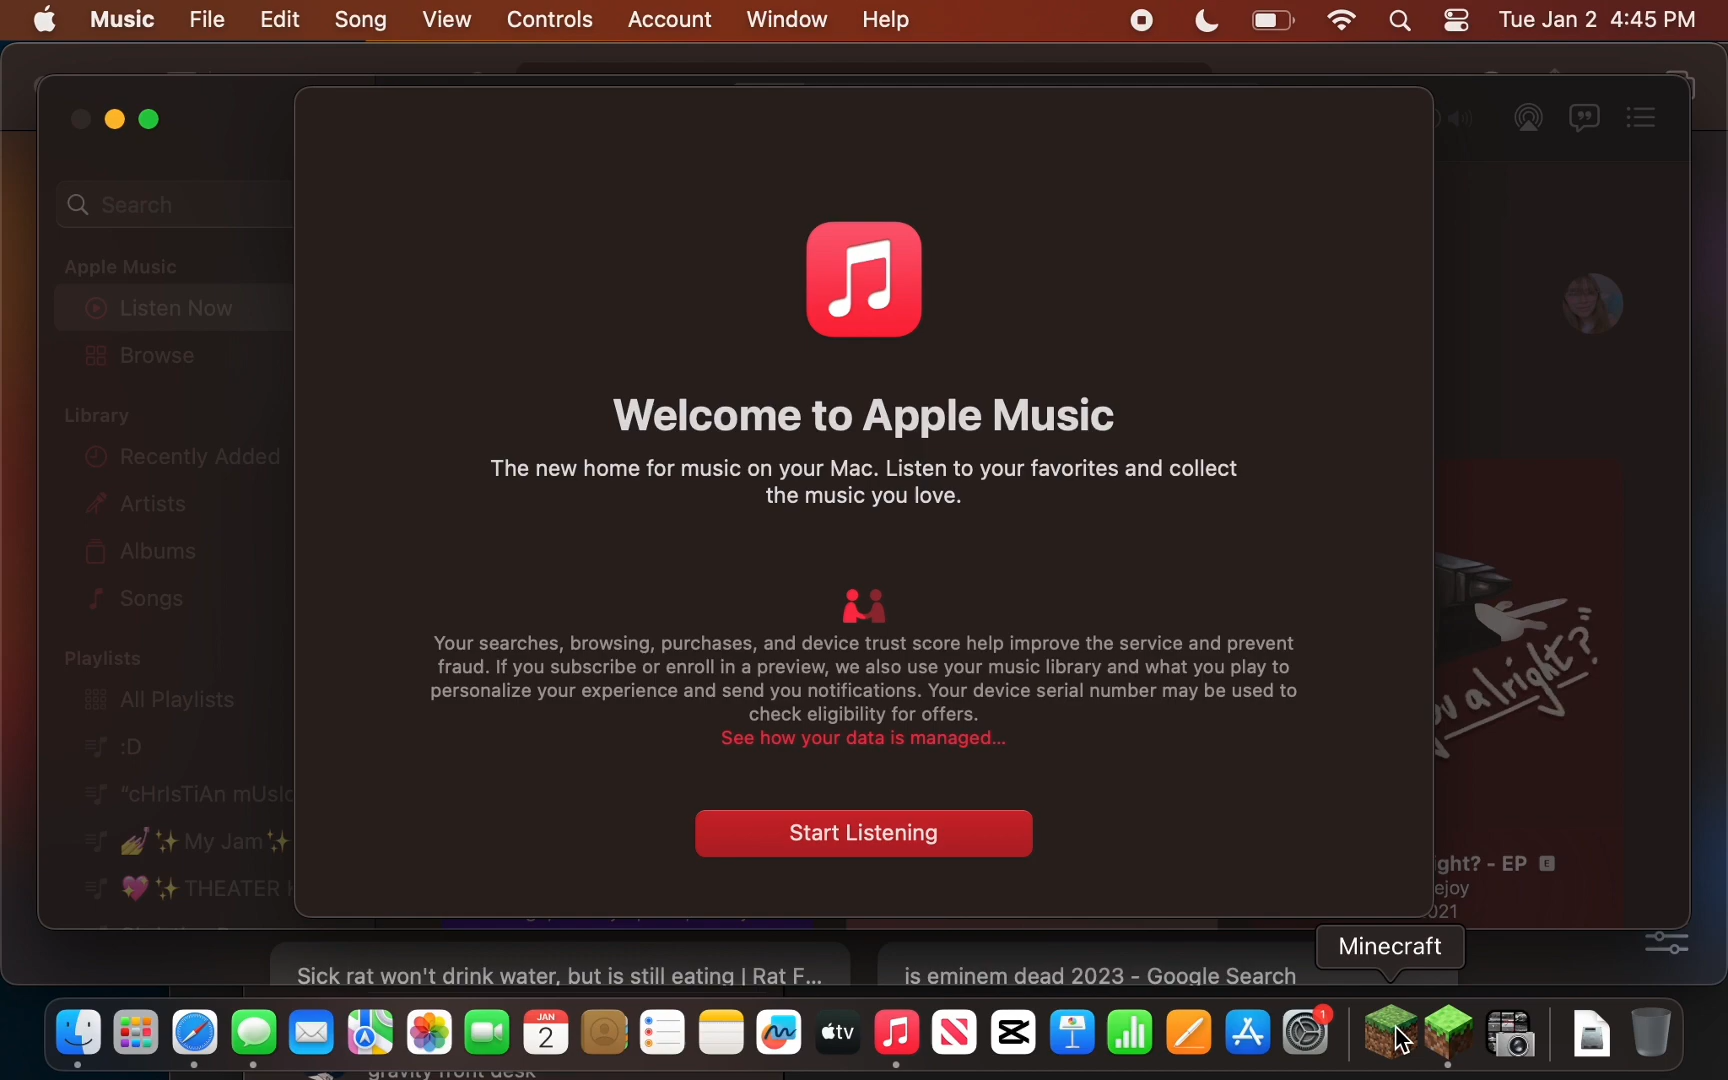 Music File Edit Song View Controls Account Window Help Tue Jan 2 4:45 PM
Search
Apple Music
Listen Now
Browse
Library
Recently Added
Artists
Albums
Songs
Playlists
All Playlists
:D
"cHrIsTiAn mUsIc
💅✨My Jam✨
💖✨THEATER
Welcome to Apple Music
The new home for music on your Mac. Listen to your favorites and collect
the music you love.
Your searches, browsing, purchases, and device trust score help improve the service and prevent
fraud. If you subscribe or enroll in a preview, we also use your music library and what you play to
personalize your experience and send you notifications. Your device serial number may be used to
check eligibility for offers.
See how your data is managed...
Start Listening
alright?"
ght? - EP E
ejoy
021
Minecraft
Sick rat won't drink water, but is still eating | Rat F...
is eminem dead 2023 - Google Search
JAN
2
tv
1